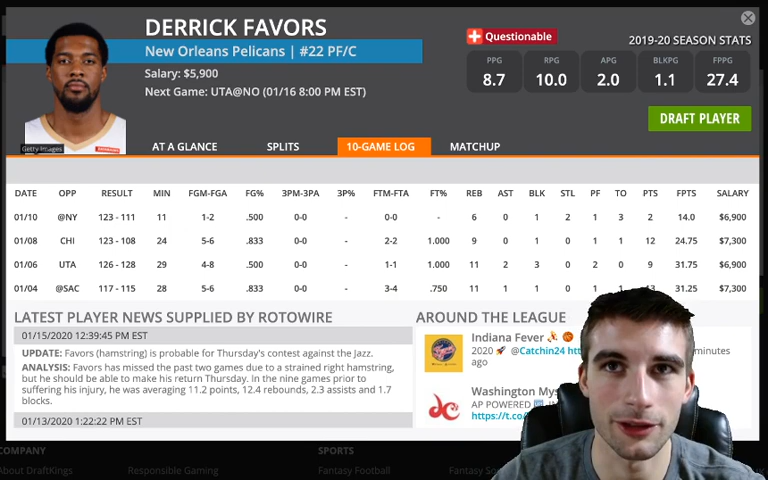 DERRICK FAVORS
New Orleans Pelicans | #22 PF/C
Salary: $5,900
Next Game: UTA@NO (01/16 8:00 PM EST)
Questionable
2019-20 SEASON STATS
PPG RPG APG BLKPG FPPG
8.7 10.0 2.0 1.1 27.4
DRAFT PLAYER
Getty Images
AT A GLANCE SPLITS 10-GAME LOG MATCHUP
DATE OPP RESULT MIN FGM-FGA FG% 3PM-3PA 3P% FTM-FTA FT% REB AST BLK STL PF TO PTS FPTS SALARY
01/10 @NY 123 - 111 11 1-2 .500 0-0 - 0-0 - 6 0 1 2 1 3 2 14.0 $6,900
01/08 CHI 123 - 108 24 5-6 .833 0-0 - 2-2 1.000 9 0 1 0 1 1 12 24.75 $7,300
01/06 UTA 126 - 128 29 4-8 .500 0-0 - 1-1 1.000 11 2 3 0 2 0 9 31.75 $6,900
01/04 @SAC 117 - 115 28 5-6 .833 0-0 - 3-4 .750 11 1 1 0 1 1 13 31.25 $7,300
LATEST PLAYER NEWS SUPPLIED BY ROTOWIRE
01/15/2020 12:39:45 PM EST
UPDATE: Favors (hamstring) is probable for Thursday's contest against the Jazz.
ANALYSIS: Favors has missed the past two games due to a strained right hamstring,
but he should be able to make his return Thursday. In the nine games prior to
suffering his injury, he was averaging 11.2 points, 12.4 rebounds, 2.3 assists and 1.7
blocks.
01/13/2020 1:22:22 PM EST
AROUND THE LEAGUE
Indiana Fever
2020 @Catchin24 htt
minutes
ago
Washington Mys
AP POWERED
https://t.co/
COMPANY SPORTS
About DraftKings Responsible Gaming Fantasy Football Fantasy